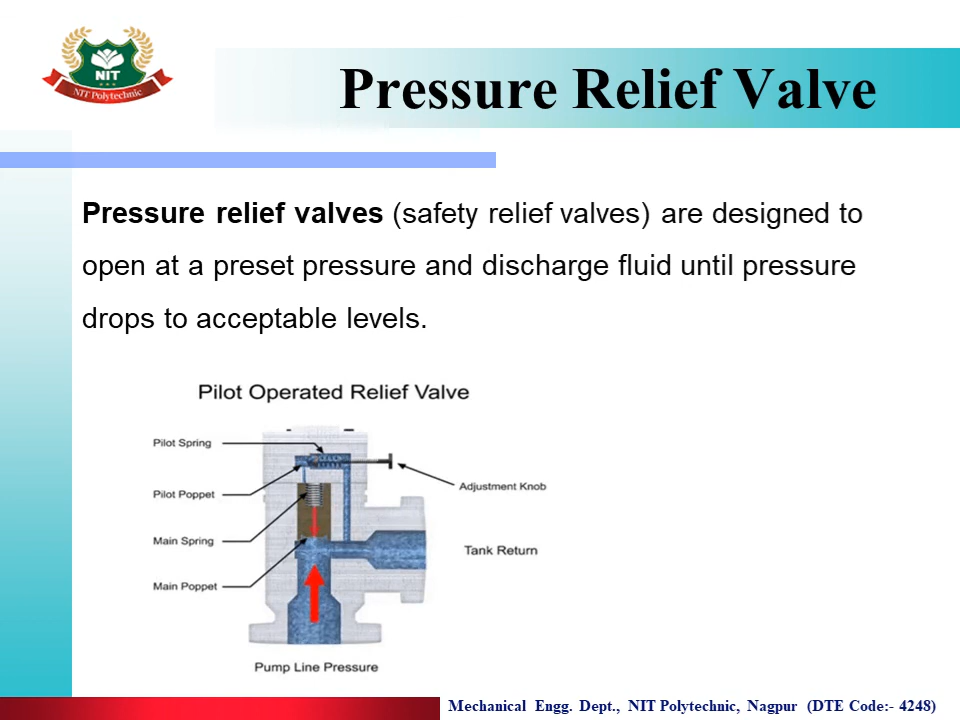 NIT
NIT Polytechnic
Pressure Relief Valve
Pressure relief valves (safety relief valves) are designed to
open at a preset pressure and discharge fluid until pressure
drops to acceptable levels.
Pilot Operated Relief Valve
Pilot Spring
Pilot Poppet
Adjustment Knob
Main Spring
Tank Return
Main Poppet
Pump Line Pressure
Mechanical Engg. Dept., NIT Polytechnic, Nagpur (DTE Code:- 4248)